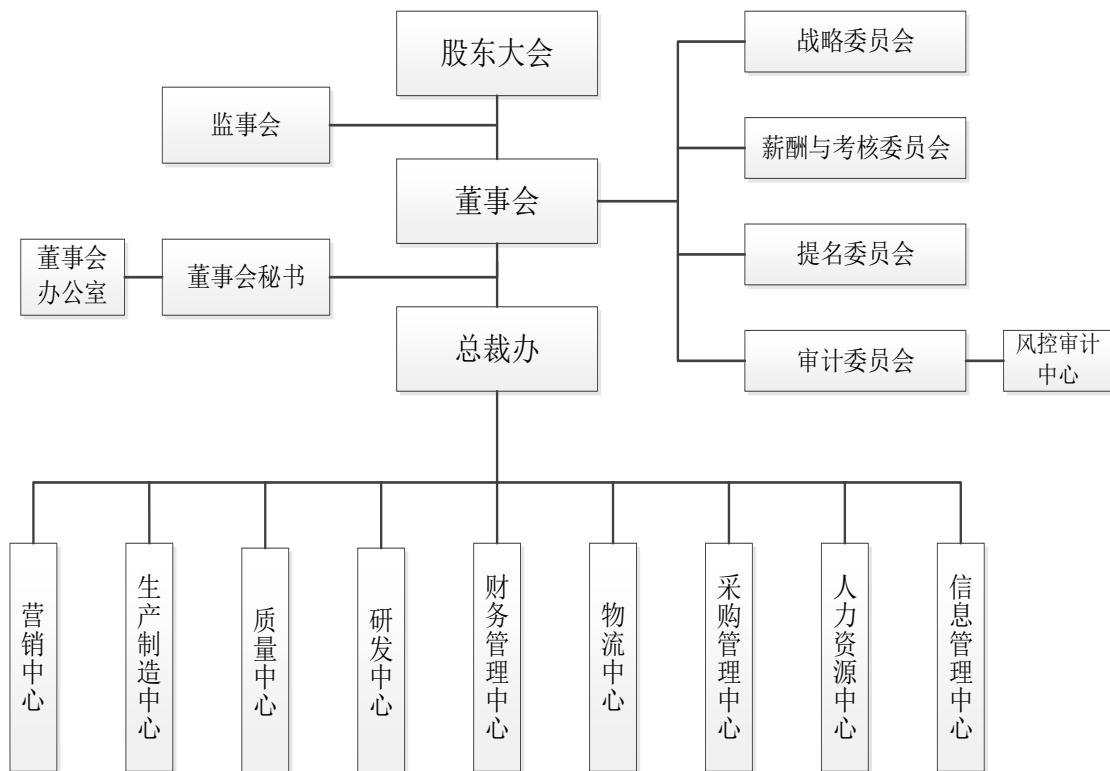 股东大会
战略委员会
监事会
薪酬与考核委员会
董事会
提名委员会
董事会
办公室
董事会秘书
总裁办
审计委员会
风控审计
中心
营销中心
生产制造中心
质量中心
研发中心
财务管理中心
物流中心
采购管理中心
人力资源中心
信息管理中心